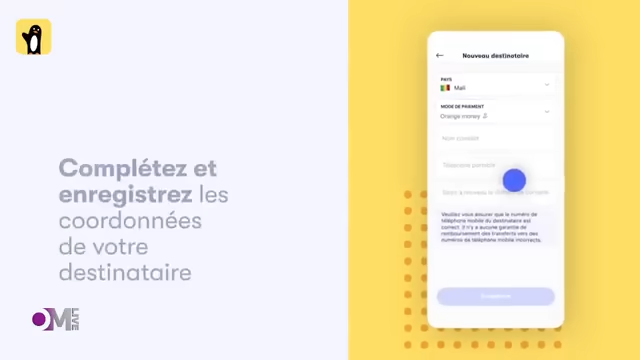 Complétez et
enregistrez les
coordonnées
de votre
destinataire
OM LIVE
Nouveau destinataire
PAYS
Mali
MODE DE PAIEMENT
Orange money
Nom complet
Téléphone portable
Veuillez vous assurer que le numéro de
téléphone mobile du destinataire est
correct. Il n'y a aucune garantie de
remboursement des transferts vers des
numéros de téléphone mobile incorrects.